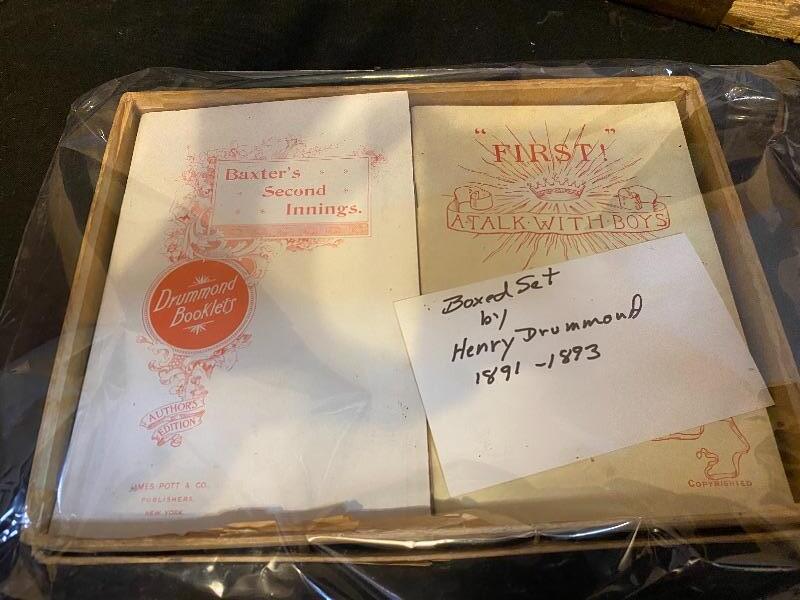 Baxter's
Second
Innings.
Drummond
Booklets
AUTHOR'S
EDITION
JAMES POTT & CO.
PUBLISHERS,
NEW YORK.
"FIRST!"
A·TALK·WITH·BOYS
Boxed Set
by
Henry Drummond
1891-1893
COPYRIGHTED